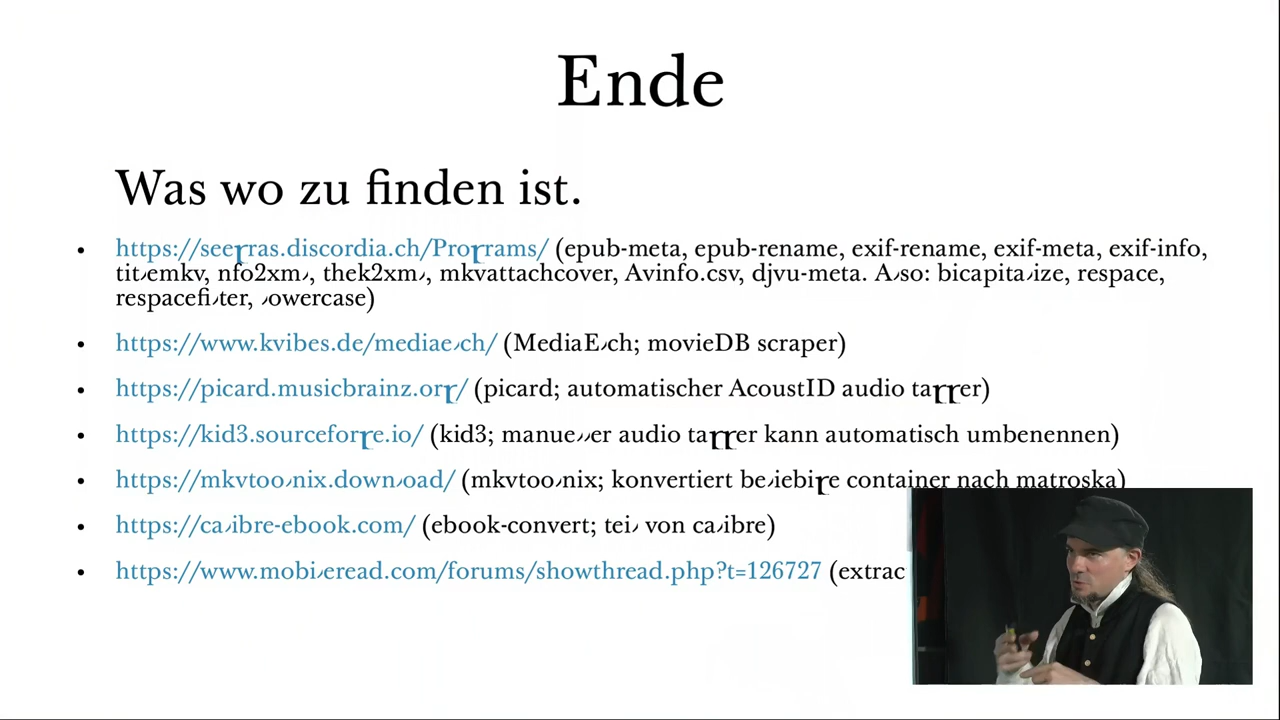 Ende
Was wo zu finden ist.
• https://seegras.discordia.ch/Programs/ (epub-meta, epub-rename, exif-rename, exif-meta, exif-info,
titlemkv, nfo2xml, thek2xml, mkvattachcover, Avinfo.csv, djvu-meta. Also: bicapitalize, respace,
respacefilter, lowercase)
• https://www.kvibes.de/mediaelch/ (MediaElch; movieDB scraper)
• https://picard.musicbrainz.org/ (picard; automatischer AcoustID audio tagger)
• https://kid3.sourceforge.io/ (kid3; manueller audio tagger kann automatisch umbenennen)
• https://mkvtoolnix.download/ (mkvtoolnix; konvertiert beliebige container nach matroska)
• https://calibre-ebook.com/ (ebook-convert; teil von calibre)
• https://www.mobileread.com/forums/showthread.php?t=126727 (extrac